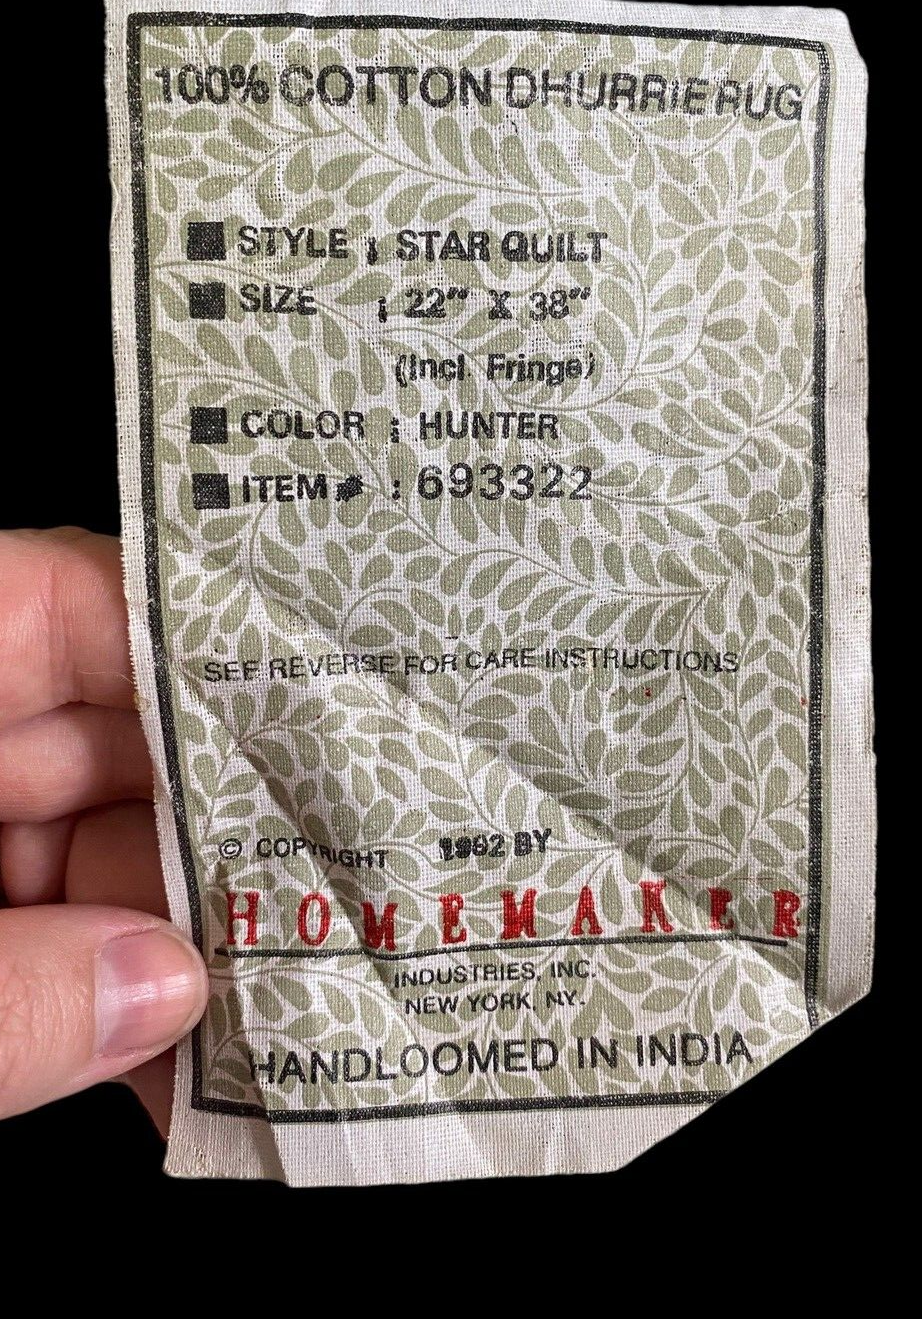 100% COTTON DHURRIE RUG
STYLE : STAR QUILT
SIZE : 22" X 38"
(Incl. Fringe)
COLOR : HUNTER
ITEM # : 693322
SEE REVERSE FOR CARE INSTRUCTIONS
© COPYRIGHT 1992 BY
HOMEMAKER
INDUSTRIES, INC.
NEW YORK, NY.
HANDLOOMED IN INDIA